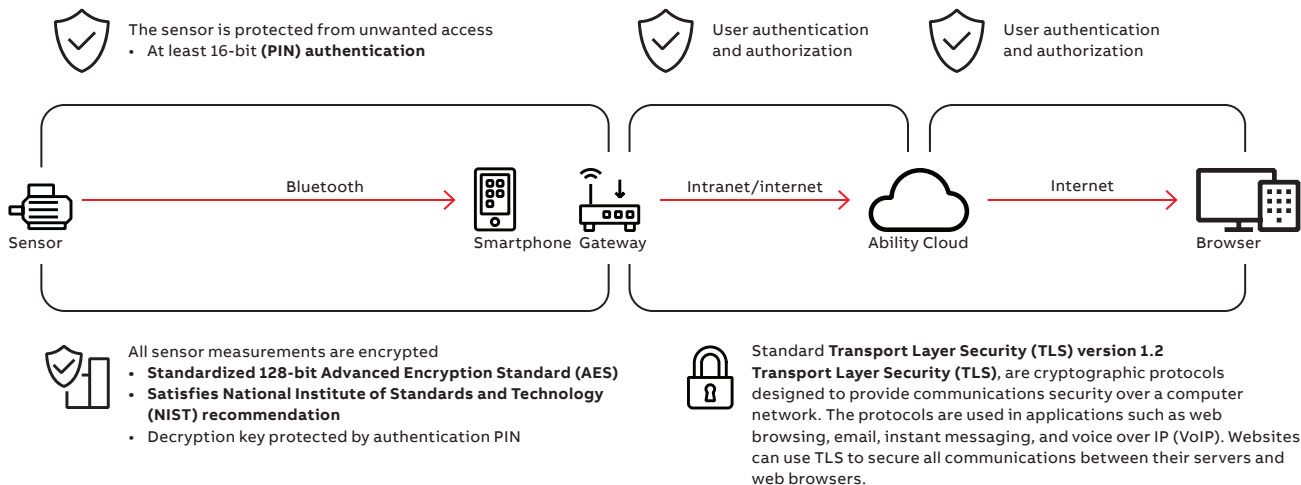 The sensor is protected from unwanted access
• At least 16-bit (PIN) authentication
User authentication
and authorization
User authentication
and authorization
Bluetooth
Intranet/internet
Internet
Sensor
Smartphone
Gateway
Ability Cloud
Browser
All sensor measurements are encrypted
• Standardized 128-bit Advanced Encryption Standard (AES)
• Satisfies National Institute of Standards and Technology
(NIST) recommendation
• Decryption key protected by authentication PIN
Standard Transport Layer Security (TLS) version 1.2
Transport Layer Security (TLS), are cryptographic protocols
designed to provide communications security over a computer
network. The protocols are used in applications such as web
browsing, email, instant messaging, and voice over IP (VoIP). Websites
can use TLS to secure all communications between their servers and
web browsers.